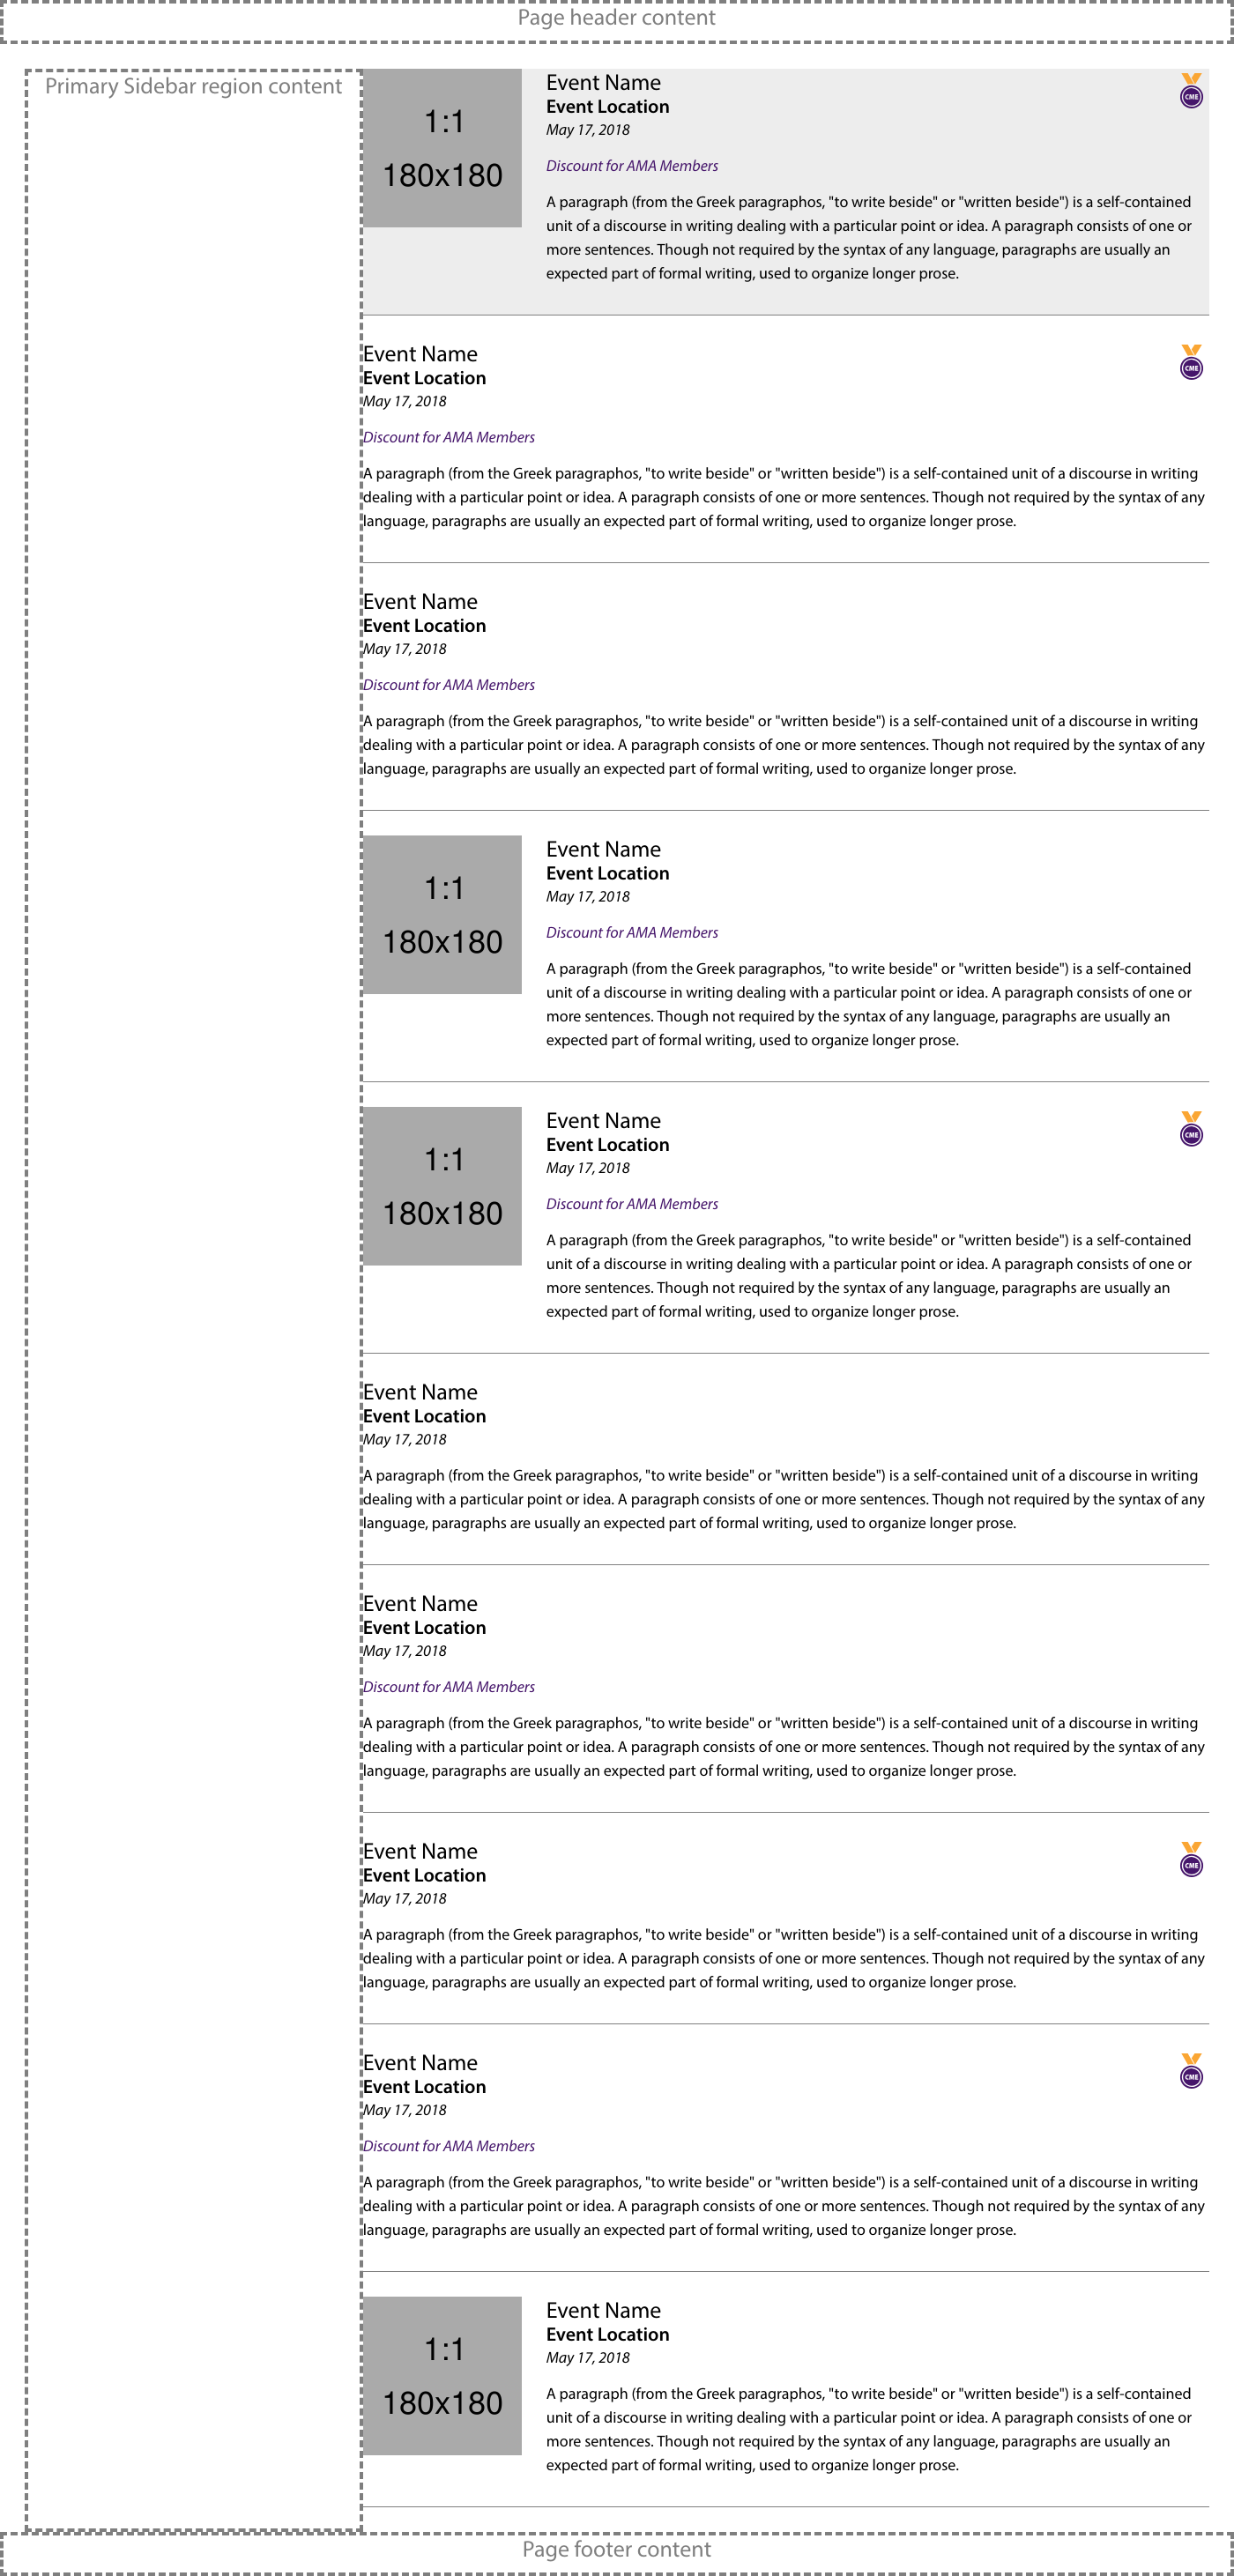 Page header content
Primary Sidebar region content
1:1
180x180
Event Name
CME
Event Location
May 17, 2018
Discount for AMA Members
A paragraph (from the Greek paragraphos, "to write beside" or "written beside") is a self-contained
unit of a discourse in writing dealing with a particular point or idea. A paragraph consists of one or
more sentences. Though not required by the syntax of any language, paragraphs are usually an
expected part of formal writing, used to organize longer prose.
Event Name
CME
Event Location
May 17, 2018
Discount for AMA Members
A paragraph (from the Greek paragraphos, "to write beside" or "written beside") is a self-contained unit of a discourse in writing
dealing with a particular point or idea. A paragraph consists of one or more sentences. Though not required by the syntax of any
language, paragraphs are usually an expected part of formal writing, used to organize longer prose.
Event Name
Event Location
May 17, 2018
Discount for AMA Members
A paragraph (from the Greek paragraphos, "to write beside" or "written beside") is a self-contained unit of a discourse in writing
dealing with a particular point or idea. A paragraph consists of one or more sentences. Though not required by the syntax of any
language, paragraphs are usually an expected part of formal writing, used to organize longer prose.
1:1
180x180
Event Name
Event Location
May 17, 2018
Discount for AMA Members
A paragraph (from the Greek paragraphos, "to write beside" or "written beside") is a self-contained
unit of a discourse in writing dealing with a particular point or idea. A paragraph consists of one or
more sentences. Though not required by the syntax of any language, paragraphs are usually an
expected part of formal writing, used to organize longer prose.
1:1
180x180
Event Name
CME
Event Location
May 17, 2018
Discount for AMA Members
A paragraph (from the Greek paragraphos, "to write beside" or "written beside") is a self-contained
unit of a discourse in writing dealing with a particular point or idea. A paragraph consists of one or
more sentences. Though not required by the syntax of any language, paragraphs are usually an
expected part of formal writing, used to organize longer prose.
Event Name
Event Location
May 17, 2018
A paragraph (from the Greek paragraphos, "to write beside" or "written beside") is a self-contained unit of a discourse in writing
dealing with a particular point or idea. A paragraph consists of one or more sentences. Though not required by the syntax of any
language, paragraphs are usually an expected part of formal writing, used to organize longer prose.
Event Name
Event Location
May 17, 2018
Discount for AMA Members
A paragraph (from the Greek paragraphos, "to write beside" or "written beside") is a self-contained unit of a discourse in writing
dealing with a particular point or idea. A paragraph consists of one or more sentences. Though not required by the syntax of any
language, paragraphs are usually an expected part of formal writing, used to organize longer prose.
Event Name
CME
Event Location
May 17, 2018
A paragraph (from the Greek paragraphos, "to write beside" or "written beside") is a self-contained unit of a discourse in writing
dealing with a particular point or idea. A paragraph consists of one or more sentences. Though not required by the syntax of any
language, paragraphs are usually an expected part of formal writing, used to organize longer prose.
Event Name
CME
Event Location
May 17, 2018
Discount for AMA Members
A paragraph (from the Greek paragraphos, "to write beside" or "written beside") is a self-contained unit of a discourse in writing
dealing with a particular point or idea. A paragraph consists of one or more sentences. Though not required by the syntax of any
language, paragraphs are usually an expected part of formal writing, used to organize longer prose.
1:1
180x180
Event Name
Event Location
May 17, 2018
A paragraph (from the Greek paragraphos, "to write beside" or "written beside") is a self-contained
unit of a discourse in writing dealing with a particular point or idea. A paragraph consists of one or
more sentences. Though not required by the syntax of any language, paragraphs are usually an
expected part of formal writing, used to organize longer prose.
Page footer content